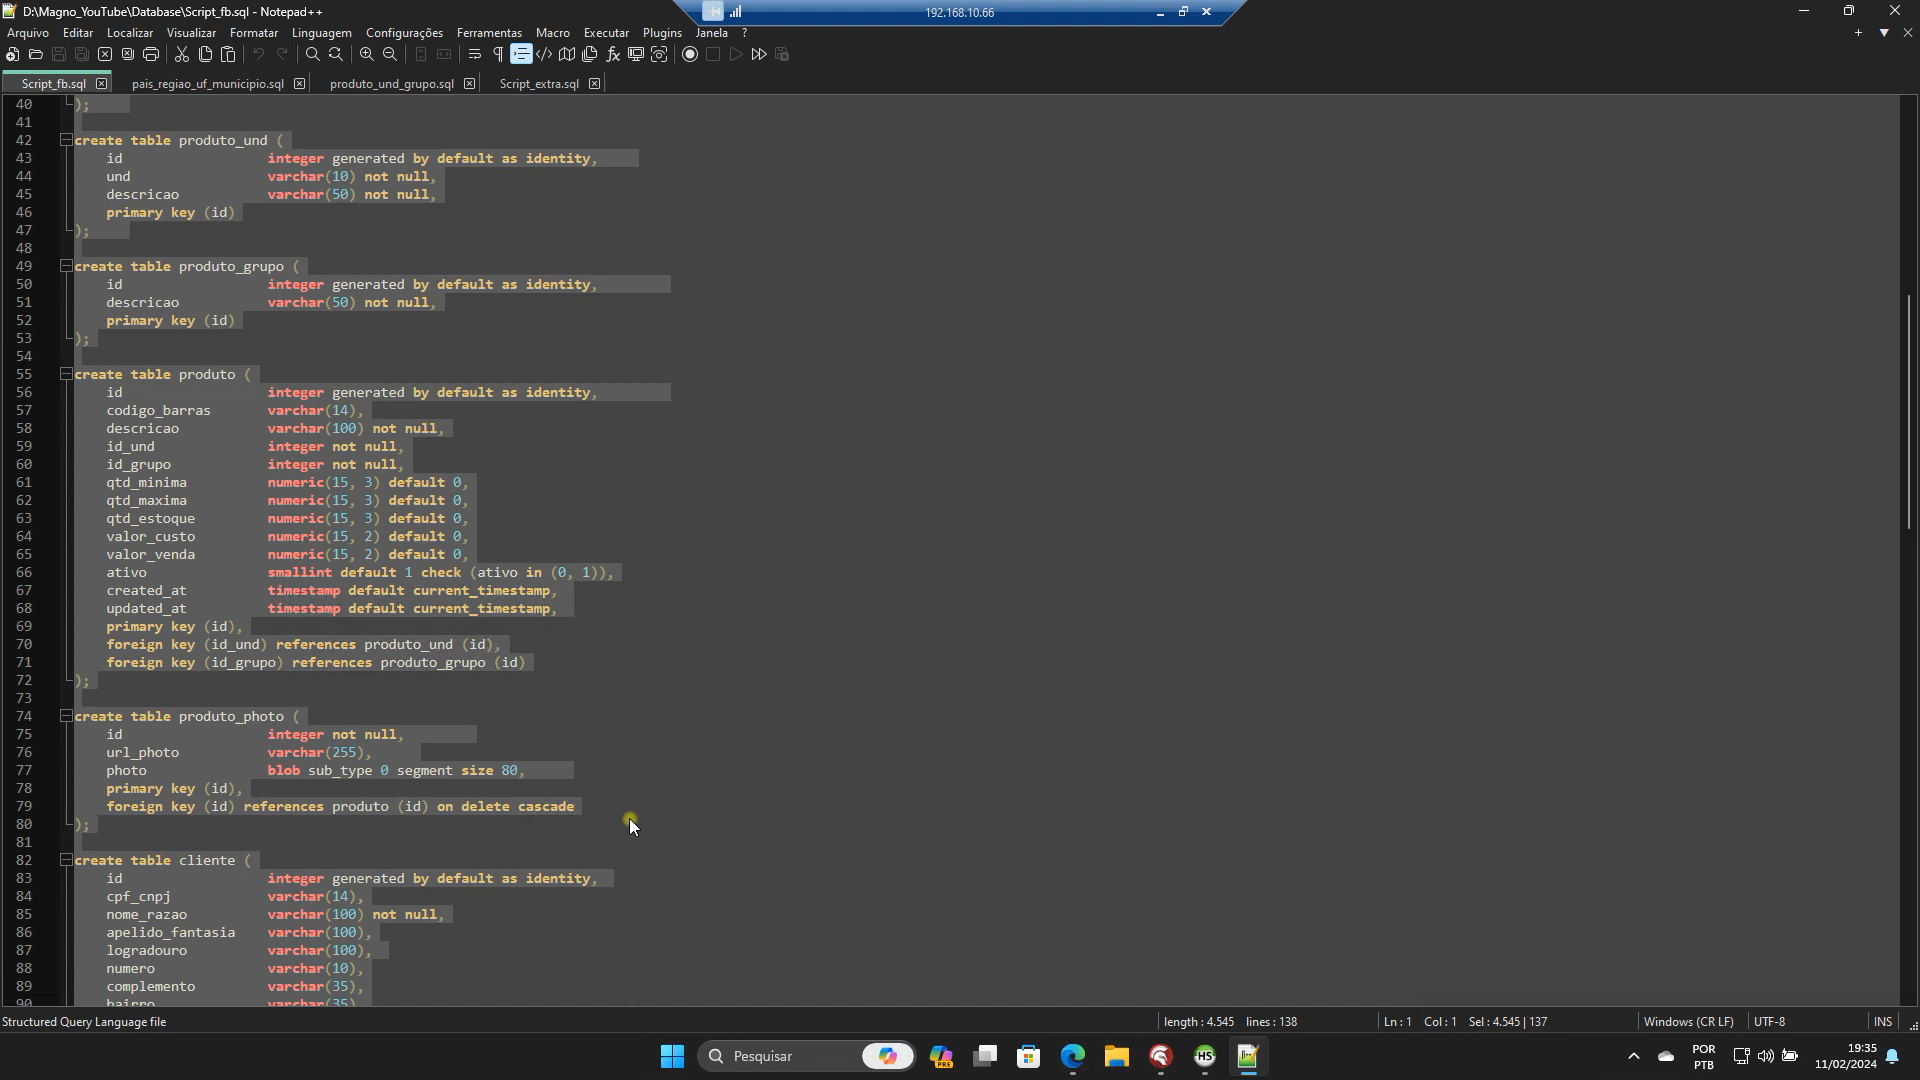 D:\Magno_YouTube\Database\Script_fb.sql - Notepad++
192.168.10.66
Arquivo Editar Localizar Visualizar Formatar Linguagem Configurações Ferramentas Macro Executar Plugins Janela ?
Script_fb.sql pais_regiao_uf_municipio.sql produto_und_grupo.sql Script_extra.sql
40 );
41
42 create table produto_und (
43 id integer generated by default as identity,
44 und varchar(10) not null,
45 descricao varchar(50) not null,
46 primary key (id)
47 );
48
49 create table produto_grupo (
50 id integer generated by default as identity,
51 descricao varchar(50) not null,
52 primary key (id)
53 );
54
55 create table produto (
56 id integer generated by default as identity,
57 codigo_barras varchar(14),
58 descricao varchar(100) not null,
59 id_und integer not null,
60 id_grupo integer not null,
61 qtd_minima numeric(15, 3) default 0,
62 qtd_maxima numeric(15, 3) default 0,
63 qtd_estoque numeric(15, 3) default 0,
64 valor_custo numeric(15, 2) default 0,
65 valor_venda numeric(15, 2) default 0,
66 ativo smallint default 1 check (ativo in (0, 1)),
67 created_at timestamp default current_timestamp,
68 updated_at timestamp default current_timestamp,
69 primary key (id),
70 foreign key (id_und) references produto_und (id),
71 foreign key (id_grupo) references produto_grupo (id)
72 );
73
74 create table produto_photo (
75 id integer not null,
76 url_photo varchar(255),
77 photo blob sub_type 0 segment size 80,
78 primary key (id),
79 foreign key (id) references produto (id) on delete cascade
80 );
81
82 create table cliente (
83 id integer generated by default as identity,
84 cpf_cnpj varchar(14),
85 nome_razao varchar(100) not null,
86 apelido_fantasia varchar(100),
87 logradouro varchar(100),
88 numero varchar(10),
89 complemento varchar(35),
90 bairro varchar(35)
Structured Query Language file length : 4.545 lines : 138 Ln : 1 Col : 1 Sel : 4.545 | 137 Windows (CR LF) UTF-8 INS
Pesquisar PRE HS POR 19:35
PTB 11/02/2024